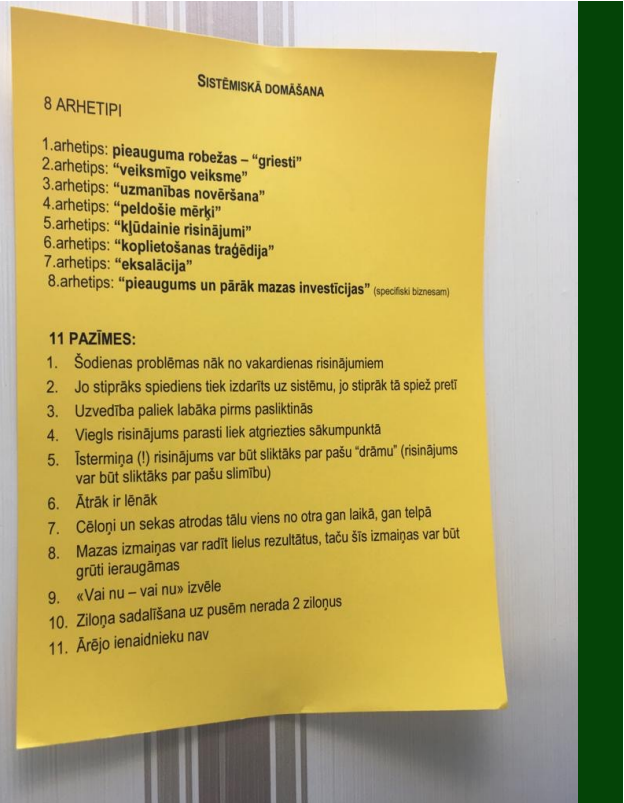 SISTĒMISKĀ DOMĀŠANA
8 ARHETIPI
1.arhetips: pieauguma robežas – “griesti”
2.arhetips: “veiksmīgo veiksme”
3.arhetips: “uzmanības novēršana”
4.arhetips: “peldošie mērķi”
5.arhetips: “kļūdainie risinājumi”
6.arhetips: “koplietošanas traģēdija”
7.arhetips: “eksalācija”
8.arhetips: “pieaugums un pārāk mazas investīcijas” (specifiski biznesam)
11 PAZĪMES:
1. Šodienas problēmas nāk no vakardienas risinājumiem
2. Jo stiprāks spiediens tiek izdarīts uz sistēmu, jo stiprāk tā spiež pretī
3. Uzvedība paliek labāka pirms pasliktinās
4. Viegls risinājums parasti liek atgriezties sākumpunktā
5. Īstermiņa (!) risinājums var būt sliktāks par pašu “drāmu” (risinājums
var būt sliktāks par pašu slimību)
6. Ātrāk ir lēnāk
7. Cēloņi un sekas atrodas tālu viens no otra gan laikā, gan telpā
8. Mazas izmaiņas var radīt lielus rezultātus, taču šīs izmaiņas var būt
grūti ieraugāmas
9. «Vai nu – vai nu» izvēle
10. Ziloņa sadalīšana uz pusēm nerada 2 ziloņus
11. Ārējo ienaidnieku nav